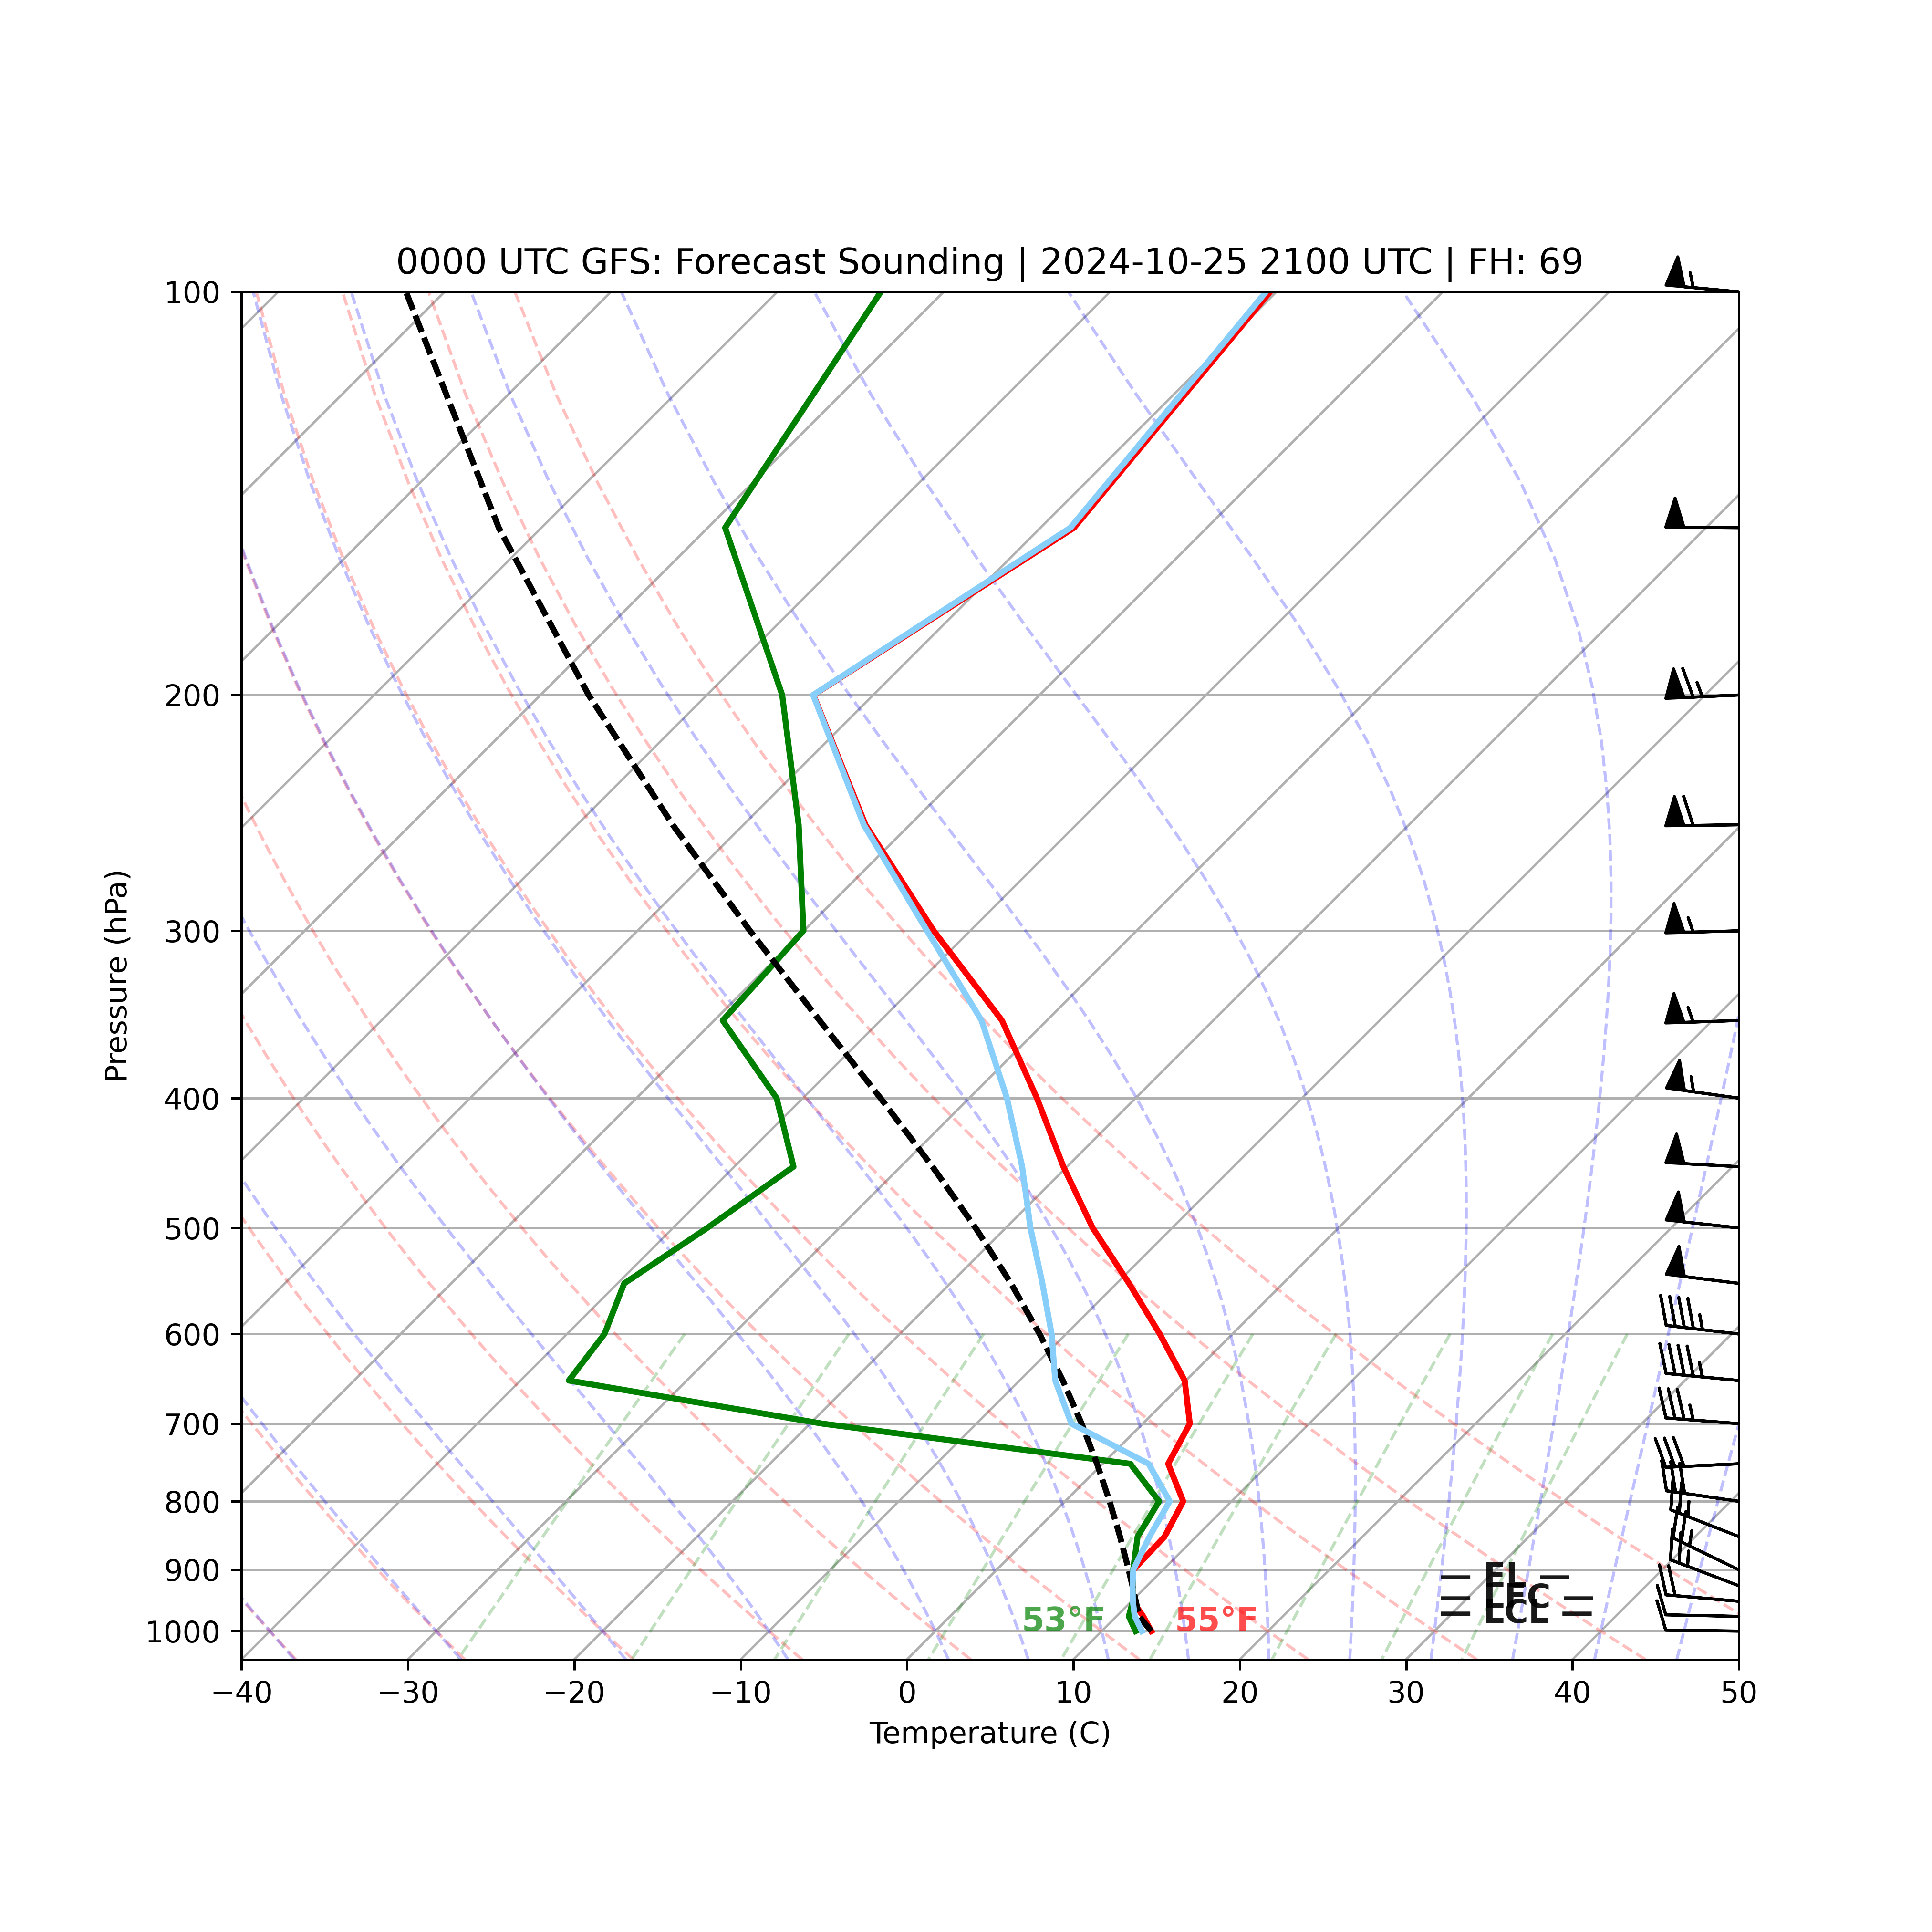 0000 UTC GFS: Forecast Sounding | 2024-10-25 2100 UTC | FH: 69
100
200
300
400
500
600
700
800
900
1000
Pressure (hPa)
— EL —
— LFC —
— LCL —
53°F
55°F
−40
−30
−20
−10
0
10
20
30
40
50
Temperature (C)